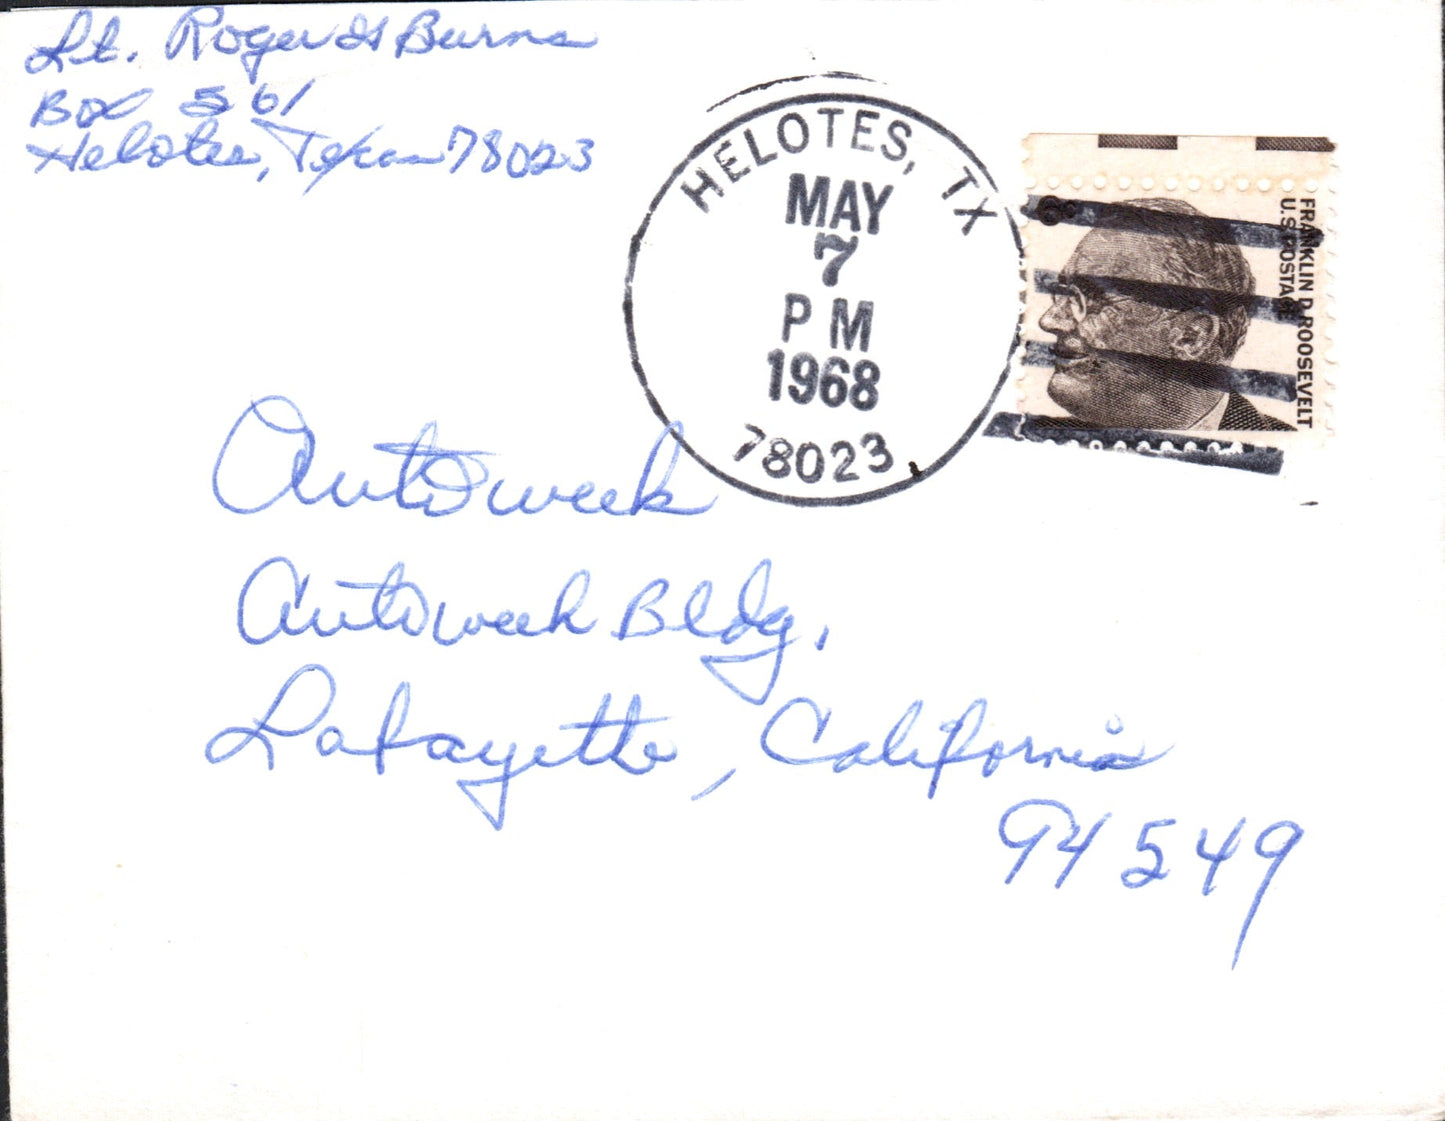 Lt. Roger H Burns
Box 561
Helotes, Texas 78023
HELOTES, TX
MAY
7
PM
1968
78023
6¢
FRANKLIN D. ROOSEVELT
U.S. POSTAGE
Autoweek
Autoweek Bldg.
Lafayette, California
94549